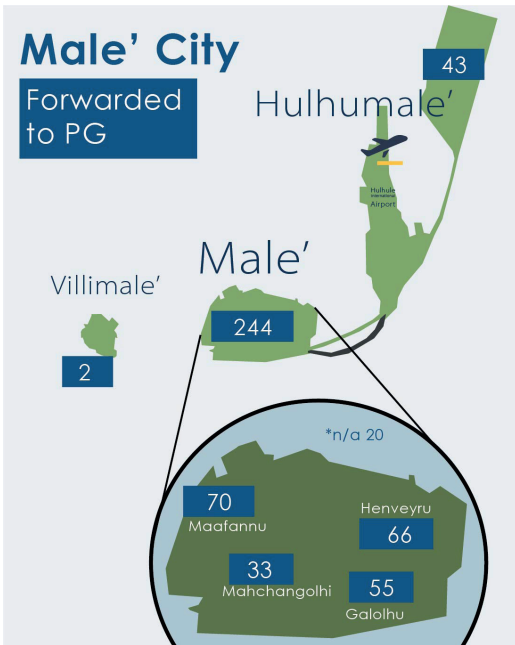 Male' City
Forwarded
to PG
43
Hulhumale'
Hulhule
International
Airport
Male'
Villimale'
244
2
*n/a 20
70
Maafannu
Henveyru
66
33
Mahchangolhi
55
Galolhu